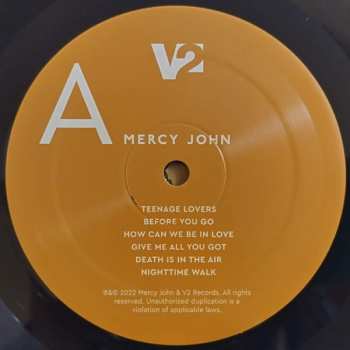 V2
A
MERCY JOHN
TEENAGE LOVERS
BEFORE YOU GO
HOW CAN WE BE IN LOVE
GIVE ME ALL YOU GOT
DEATH IS IN THE AIR
NIGHTTIME WALK
℗&© 2022 Mercy John & V2 Records. All rights
reserved. Unauthorized duplication is a
violation of applicable laws.